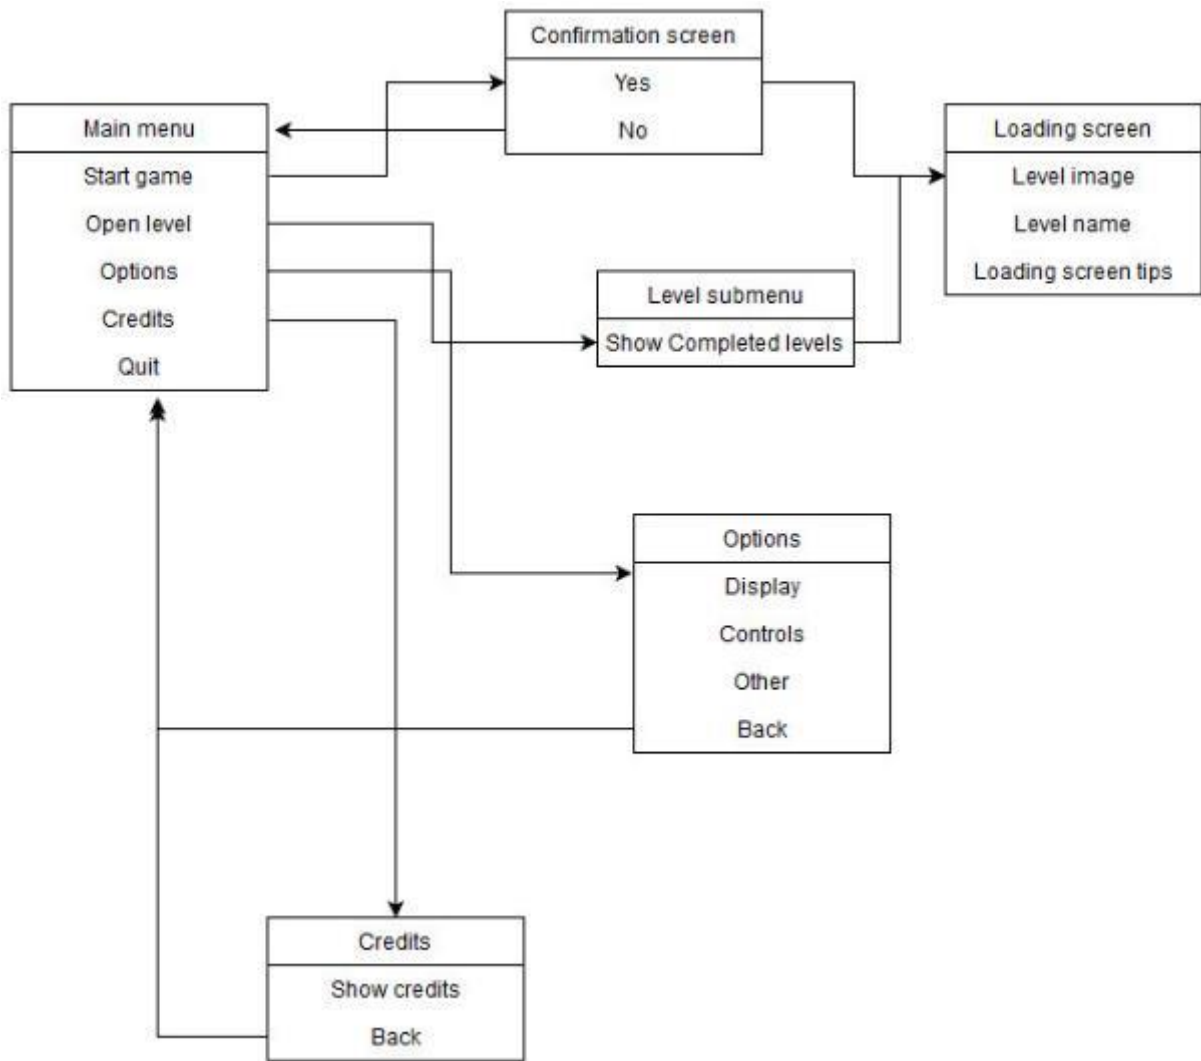 Confirmation screen
Yes
No
Main menu
Start game
Open level
Options
Credits
Quit
Loading screen
Level image
Level name
Loading screen tips
Level submenu
Show Completed levels
Options
Display
Controls
Other
Back
Credits
Show credits
Back